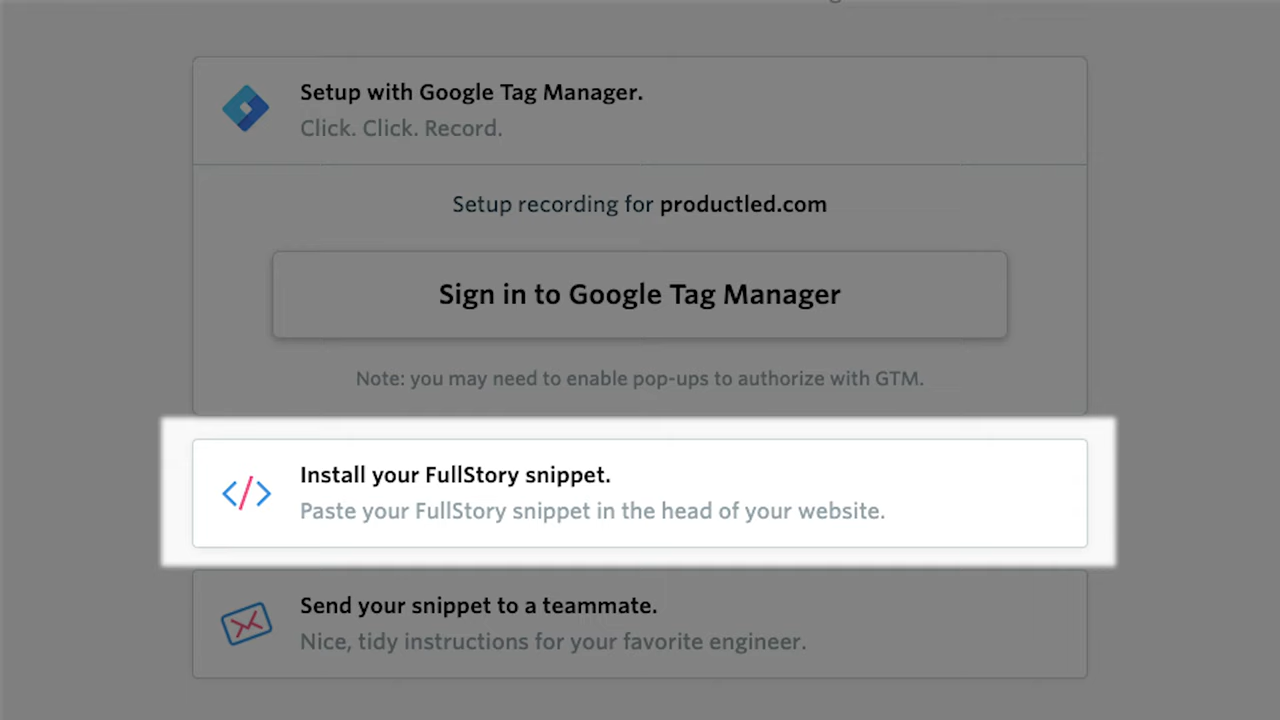 Setup with Google Tag Manager.
Click. Click. Record.
Setup recording for productled.com
Sign in to Google Tag Manager
Note: you may need to enable pop-ups to authorize with GTM.
Install your FullStory snippet.
Paste your FullStory snippet in the head of your website.
Send your snippet to a teammate.
Nice, tidy instructions for your favorite engineer.